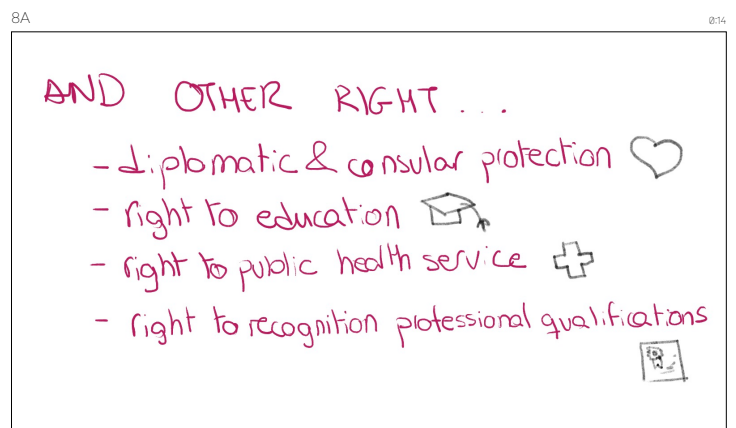 8A
0:14
AND OTHER RIGHT...
- diplomatic & consular protection
- right to education
- right to public health service
- right to recognition professional qualifications